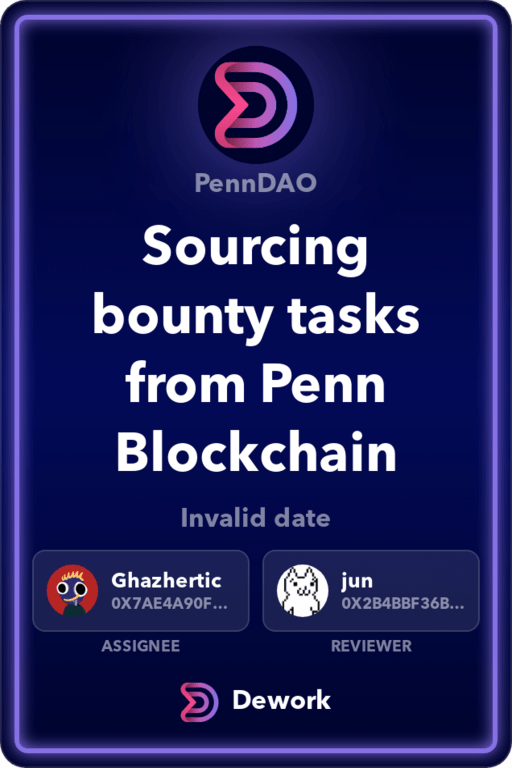 PennDAO
Sourcing
bounty tasks
from Penn
Blockchain
Invalid date
Ghazhertic
0X7AE4A90F...
jun
0X2B4BBF36B...
ASSIGNEE
REVIEWER
Dework